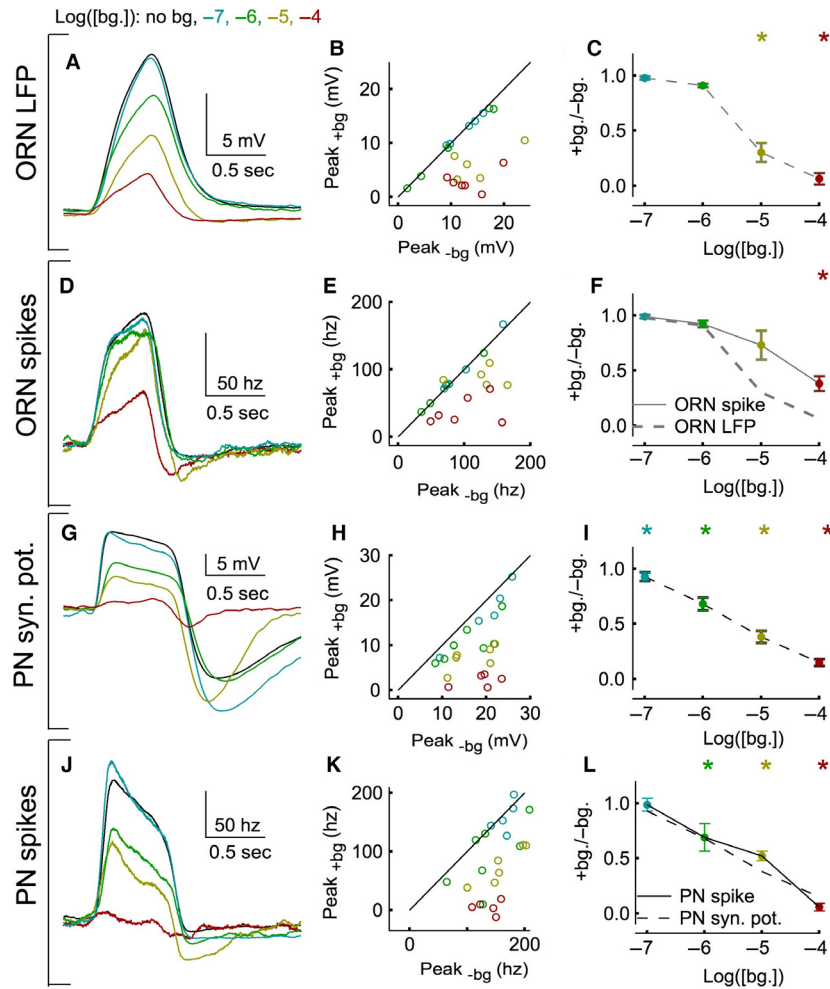 Log([bg.]): no bg, –7, –6, –5, –4
ORN LFP
A
5 mV
0.5 sec
B
Peak +bg (mV)
20
10
0
0 10 20
Peak -bg (mV)
C
* *
+bg./–bg.
1.0
0.5
0.0
–7 –6 –5 –4
Log([bg.])
ORN spikes
D
50 hz
0.5 sec
E
Peak +bg (hz)
200
100
0
0 100 200
Peak -bg (hz)
F
*
+bg./–bg.
1.0
0.5
0.0
ORN spike
ORN LFP
–7 –6 –5 –4
Log([bg.])
PN syn. pot.
G
5 mV
0.5 sec
H
Peak +bg (mV)
30
20
10
0
0 10 20 30
Peak -bg (mV)
I
* * * *
+bg./–bg.
1.0
0.5
0.0
–7 –6 –5 –4
Log([bg.])
PN spikes
J
50 hz
0.5 sec
K
Peak +bg (hz)
200
100
0
0 200
Peak -bg (hz)
L
* * *
+bg./–bg.
1.0
0.5
0.0
PN spike
PN syn. pot.
–7 –6 –5 –4
Log([bg.])